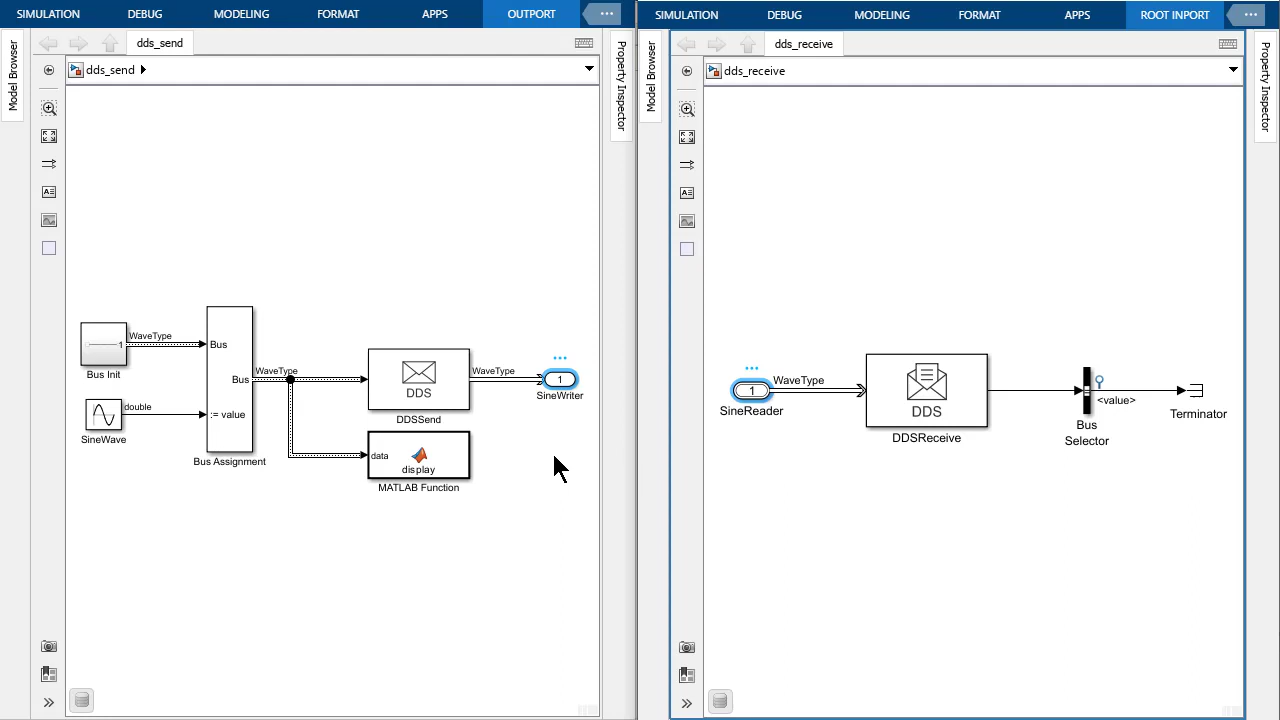 SIMULATION DEBUG MODELING FORMAT APPS OUTPORT
dds_send
Model Browser
dds_send
Property Inspector
1
WaveType
Bus Init
double
SineWave
Bus
Bus
:= value
Bus Assignment
WaveType
DDS
DDSSend
WaveType
1
SineWriter
data
display
MATLAB Function
SIMULATION DEBUG MODELING FORMAT APPS ROOT INPORT
dds_receive
Model Browser
dds_receive
Property Inspector
1
WaveType
SineReader
DDS
DDSReceive
<value>
Bus
Selector
Terminator